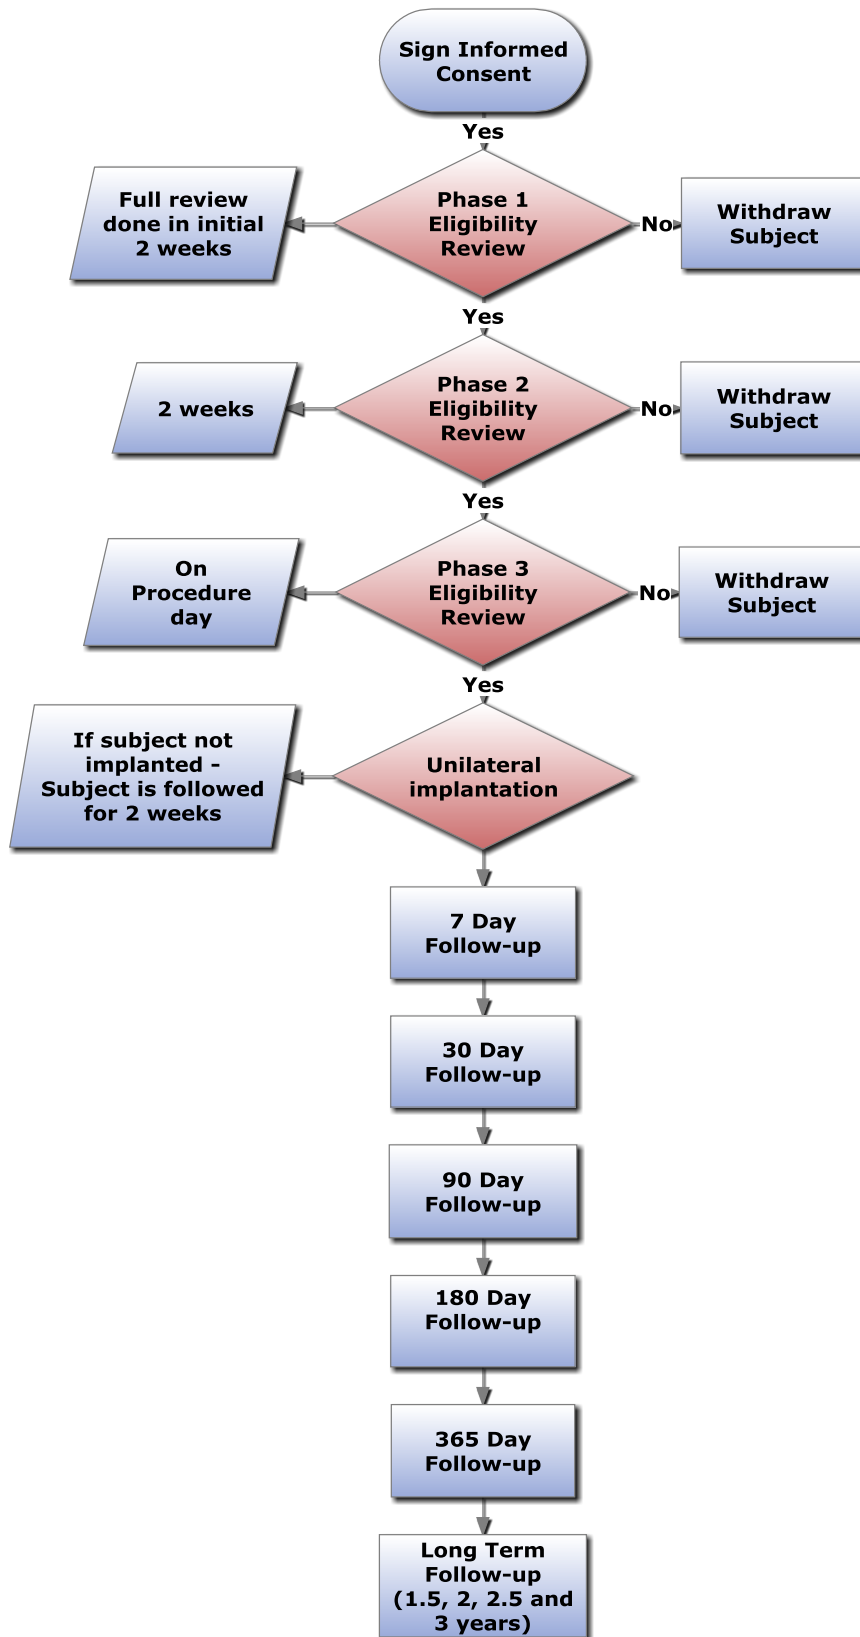 Sign Informed
Consent
Yes
Full review
done in initial
2 weeks
Phase 1
Eligibility
Review
No
Withdraw
Subject
Yes
2 weeks
Phase 2
Eligibility
Review
No
Withdraw
Subject
Yes
On
Procedure
day
Phase 3
Eligibility
Review
No
Withdraw
Subject
Yes
If subject not
implanted -
Subject is followed
for 2 weeks
Unilateral
implantation
7 Day
Follow-up
30 Day
Follow-up
90 Day
Follow-up
180 Day
Follow-up
365 Day
Follow-up
Long Term
Follow-up
(1.5, 2, 2.5 and
3 years)